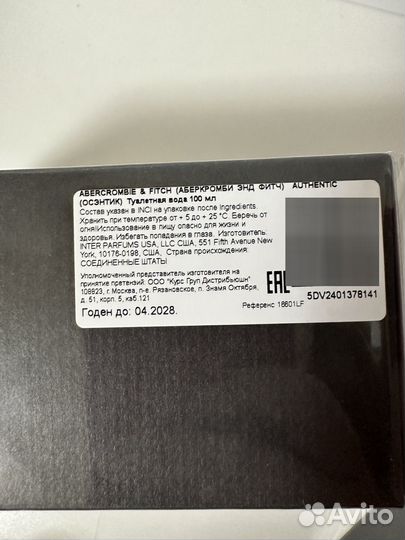 ABERCROMBIE & FITCH (АБЕРКРОМБИ ЭНД ФИТЧ) AUTHENTIC
(ОСЭНТИК) Туалетная вода 100 мл
Состав указан в INCI на упаковке после Ingredients.
Хранить при температуре от + 5 до + 25 °C. Беречь от
огня!Использование в пищу опасно для жизни и
здоровья. Избегать попадания в глаза. Изготовитель:
INTER PARFUMS USA, LLC США, 551 Fifth Avenue New
York, 10176-0198, США, Страна происхождения:
СОЕДИНЕННЫЕ ШТАТЫ
Уполномоченный представитель изготовителя на
принятие претензий: ООО "Курс Груп Дистрибьюшн"
108923, г. Москва, п-е. Рязановское, п. Знамя Октября,
д. 51, корп. 5, каб.121
EAC
5DV2401378141
Референс 18601LF
Годен до: 04.2028.
Avito